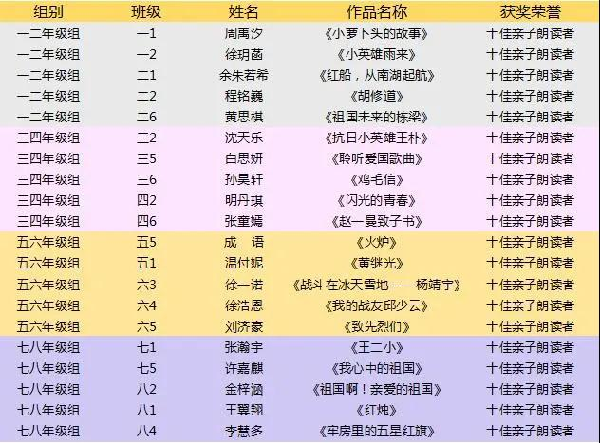 组别 班级 姓名 作品名称 获奖荣誉
一二年级组 一1 周禹汐 《小萝卜头的故事》 十佳亲子朗读者
一二年级组 一2 徐玥菡 《小英雄雨来》 十佳亲子朗读者
一二年级组 二1 余朱若希 《红船，从南湖起航》 十佳亲子朗读者
一二年级组 二2 程铭巍 《胡修道》 十佳亲子朗读者
一二年级组 二6 黄思祺 《祖国未来的栋梁》 十佳亲子朗读者
二四年级组 二2 沈天乐 《抗日小英雄王朴》 十佳亲子朗读者
三四年级组 三5 白思妍 《聆听爱国歌曲》 十佳亲子朗读者
三四年级组 三6 孙昊轩 《鸡毛信》 十佳亲子朗读者
三四年级组 四2 明丹祺 《闪光的青春》 十佳亲子朗读者
三四年级组 四6 张童嫣 《赵一曼致子书》 十佳亲子朗读者
五六年级组 五5 成 语 《火炉》 十佳亲子朗读者
五六年级组 五1 温付妮 《黄继光》 十佳亲子朗读者
五六年级组 六3 徐一诺 《战斗在冰天雪地——杨靖宇》 十佳亲子朗读者
五六年级组 六4 徐浩恩 《我的战友邱少云》 十佳亲子朗读者
五六年级组 六5 刘济豪 《致先烈们》 十佳亲子朗读者
七八年级组 七1 张瀚宇 《王二小》 十佳亲子朗读者
七八年级组 七5 许嘉麒 《我心中的祖国》 十佳亲子朗读者
七八年级组 八2 金梓涵 《祖国啊！亲爱的祖国》 十佳亲子朗读者
七八年级组 八1 王翼翱 《红烛》 十佳亲子朗读者
七八年级组 八4 李慧多 《牢房里的五星红旗》 十佳亲子朗读者